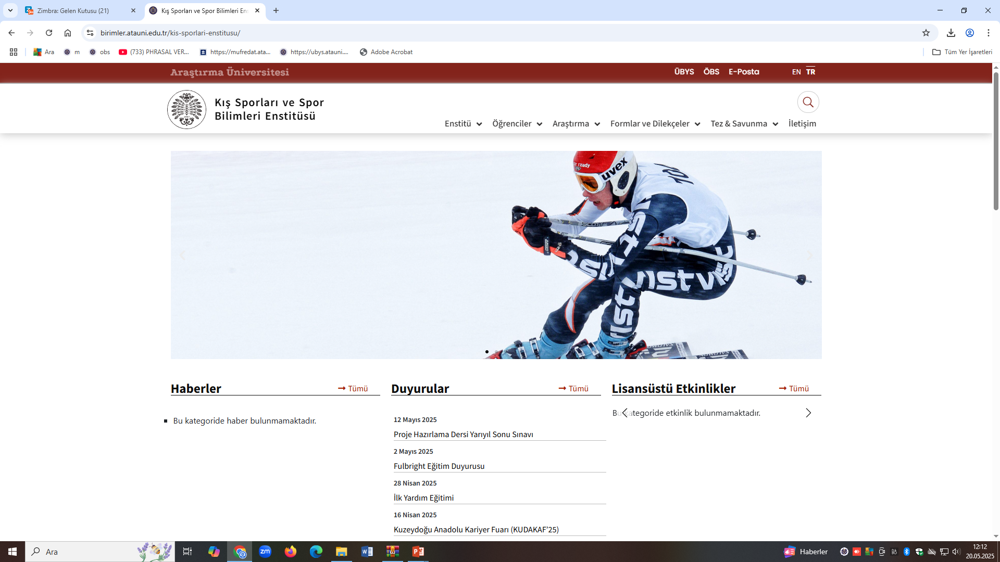 Zimbra: Gelen Kutusu (21)
Kış Sporları ve Spor Bilimleri Ens
birimler.atauni.edu.tr/kis-sporlari-enstitusu/
Ara
m
obs
(733) PHRASAL VER...
https://mufredat.ata...
https://ubys.atauni....
Adobe Acrobat
Tüm Yer İşaretleri
Araştırma Üniversitesi
ÜBYS ÖBS E-Posta EN TR
Kış Sporları ve Spor
Bilimleri Enstitüsü
Enstitü Öğrenciler Araştırma Formlar ve Dilekçeler Tez & Savunma İletişim
ready
uvex
SCOTT
Haberler
Tümü
Bu kategoride haber bulunmamaktadır.
Duyurular
Tümü
12 Mayıs 2025
Proje Hazırlama Dersi Yarıyıl Sonu Sınavı
2 Mayıs 2025
Fulbright Eğitim Duyurusu
28 Nisan 2025
İlk Yardım Eğitimi
16 Nisan 2025
Kuzeydoğu Anadolu Kariyer Fuarı (KUDAKAF’25)
Lisansüstü Etkinlikler
Tümü
Bu kategoride etkinlik bulunmamaktadır.
Ara
zm
Haberler
12:12
20.05.2025